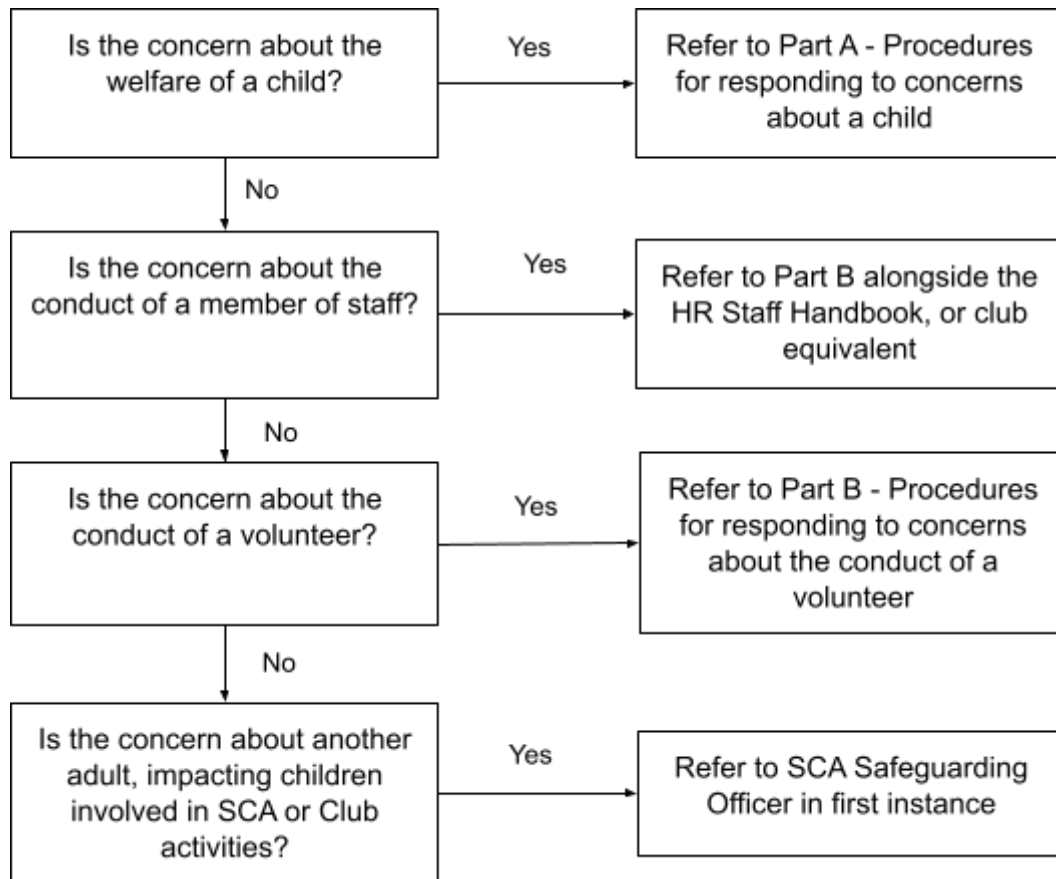 Is the concern about the
welfare of a child?
Yes
Refer to Part A - Procedures
for responding to concerns
about a child
No
Is the concern about the
conduct of a member of staff?
Yes
Refer to Part B alongside the
HR Staff Handbook, or club
equivalent
No
Is the concern about the
conduct of a volunteer?
Yes
Refer to Part B - Procedures
for responding to concerns
about the conduct of a
volunteer
No
Is the concern about another
adult, impacting children
involved in SCA or Club
activities?
Yes
Refer to SCA Safeguarding
Officer in first instance